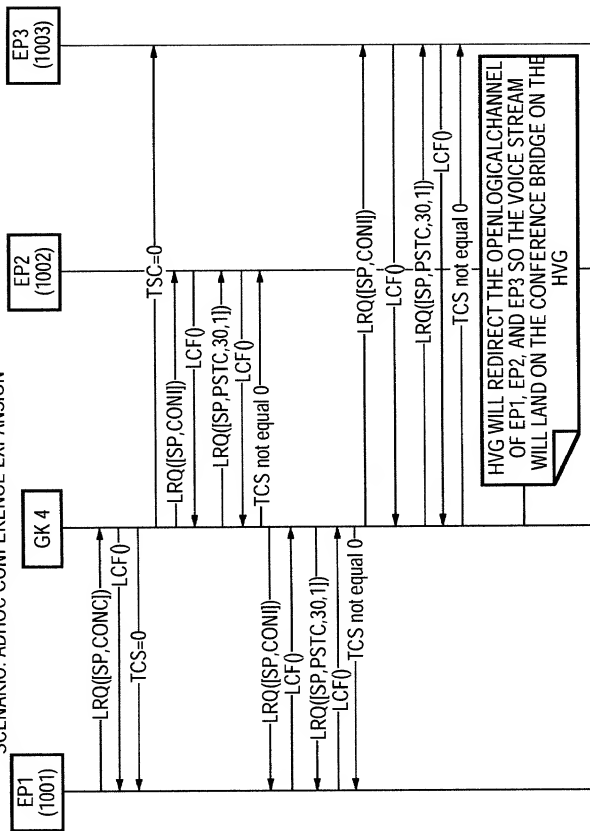 SCENARIO: ADHOC CONFERENCE EXPANSION
EP1
(1001)
GK 4
EP2
(1002)
EP3
(1003)
LRQ([SP,CONC])
LCF()
TCS=0
TSC=0
LRQ([SP,CONI])
LCF()
LRQ([SP,PSTC,30,1])
LCF()
TCS not equal 0
LRQ([SP,CONI])
LCF()
LRQ([SP,PSTC,30,1])
LCF()
TCS not equal 0
LRQ([SP,CONI])
LCF()
LRQ([SP,PSTC,30,1])
LCF()
TCS not equal 0
HVG WILL REDIRECT THE OPENLOGICALCHANNEL
OF EP1, EP2, AND EP3 SO THE VOICE STREAM
WILL LAND ON THE CONFERENCE BRIDGE ON THE
HVG